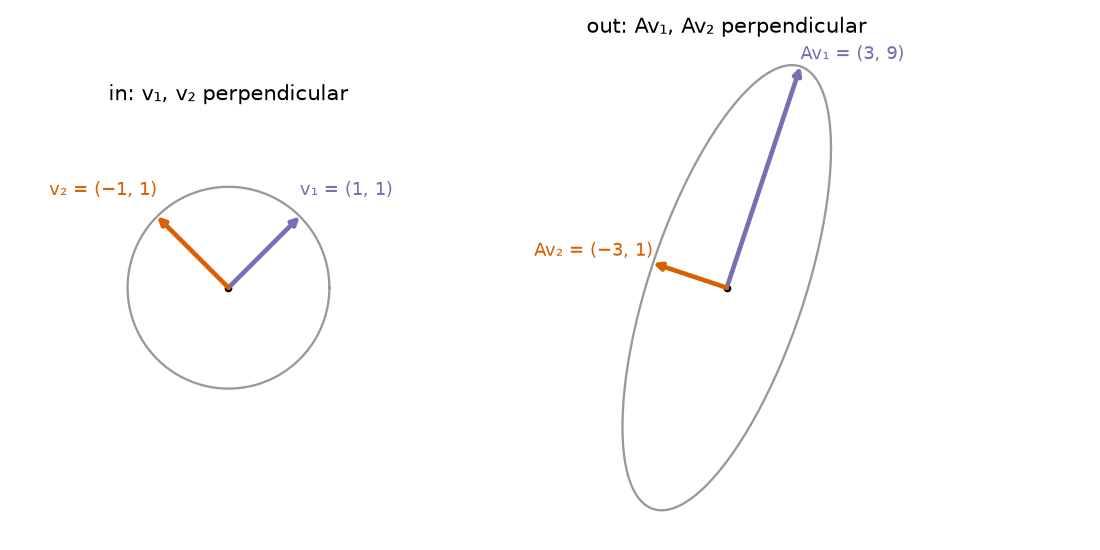 in: v₁, v₂ perpendicular
v₂ = (−1, 1)
v₁ = (1, 1)
out: Av₁, Av₂ perpendicular
Av₁ = (3, 9)
Av₂ = (−3, 1)